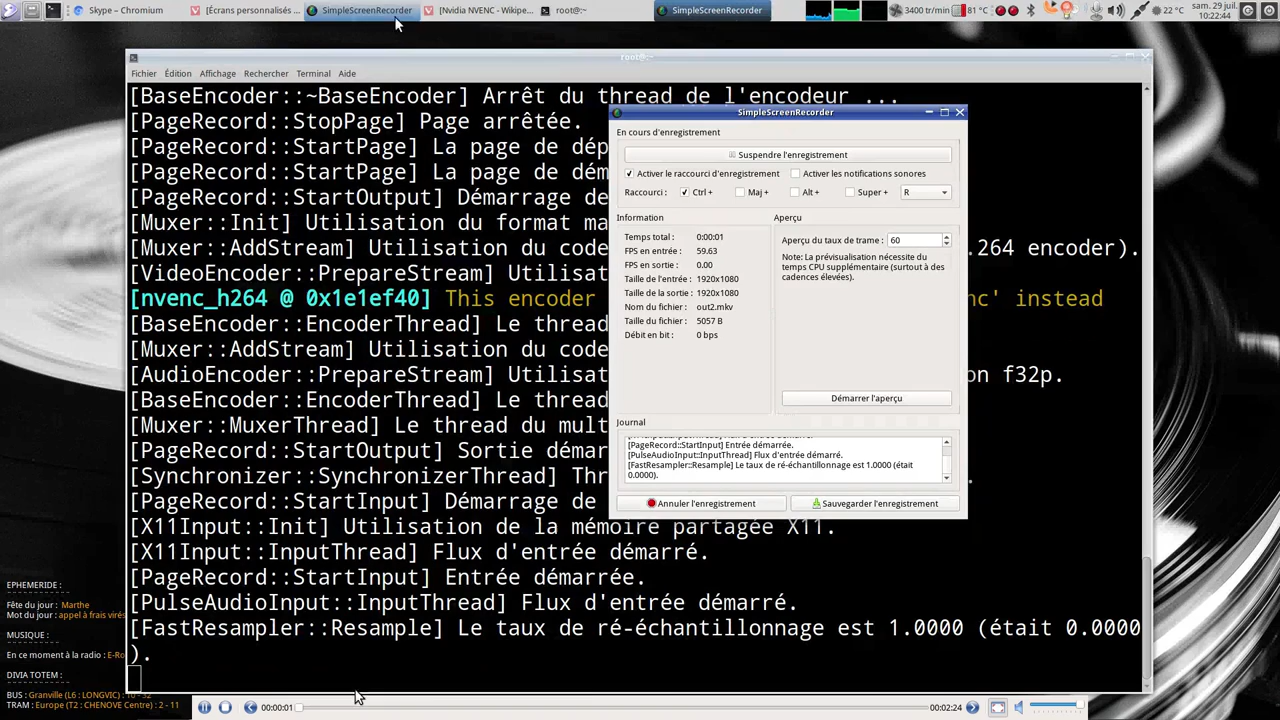 Skype – Chromium
[Écrans personnalisés ...
SimpleScreenRecorder
[Nvidia NVENC - Wikipe...
root@:~
SimpleScreenRecorder
3400 tr/min
81 °C
22 °C
sam. 29 juil.
10:22:44
root@:~
Fichier Édition Affichage Rechercher Terminal Aide
[BaseEncoder::~BaseEncoder] Arrêt du thread de l'encodeur ...
[PageRecord::StopPage] Page arrêtée.
[PageRecord::StartPage] La page de dép
[PageRecord::StartPage] La page de dém
[PageRecord::StartOutput] Démarrage de
[Muxer::Init] Utilisation du format ma
[Muxer::AddStream] Utilisation du code .264 encoder).
[VideoEncoder::PrepareStream] Utilisat
[nvenc_h264 @ 0x1e1ef40] This encoder nc' instead
[BaseEncoder::EncoderThread] Le thread
[Muxer::AddStream] Utilisation du code
[AudioEncoder::PrepareStream] Utilisat on f32p.
[BaseEncoder::EncoderThread] Le thread
[Muxer::MuxerThread] Le thread du mult
[PageRecord::StartOutput] Sortie démar
[Synchronizer::SynchronizerThread] Thr .
[PageRecord::StartInput] Démarrage de
[X11Input::Init] Utilisation de la mémoire partagée X11.
[X11Input::InputThread] Flux d'entrée démarré.
[PageRecord::StartInput] Entrée démarrée.
[PulseAudioInput::InputThread] Flux d'entrée démarré.
[FastResampler::Resample] Le taux de ré-échantillonnage est 1.0000 (était 0.0000
).
SimpleScreenRecorder
En cours d'enregistrement
Suspendre l'enregistrement
Activer le raccourci d'enregistrement Activer les notifications sonores
Raccourci : Ctrl + Maj + Alt + Super + R
Information
Temps total : 0:00:01
FPS en entrée : 59.63
FPS en sortie : 0.00
Taille de l'entrée : 1920x1080
Taille de la sortie : 1920x1080
Nom du fichier : out2.mkv
Taille du fichier : 5057 B
Débit en bit : 0 bps
Aperçu
Aperçu du taux de trame : 60
Note: La prévisualisation nécessite du
temps CPU supplémentaire (surtout à des
cadences élevées).
Démarrer l'aperçu
Journal
[PageRecord::StartInput] Entrée démarrée.
[PulseAudioInput::InputThread] Flux d'entrée démarré.
[FastResampler::Resample] Le taux de ré-échantillonnage est 1.0000 (était
0.0000).
Annuler l'enregistrement
Sauvegarder l'enregistrement
EPHEMERIDE :
Fête du jour : Marthe
Mot du jour : appel à frais virés
MUSIQUE :
En ce moment à la radio : E-Ro
DIVIA TOTEM :
BUS : Granville (L6 : LONGVIC) : 10 - 32
TRAM : Europe (T2 : CHENOVE Centre) : 2 - 11
00:00:01
00:02:24